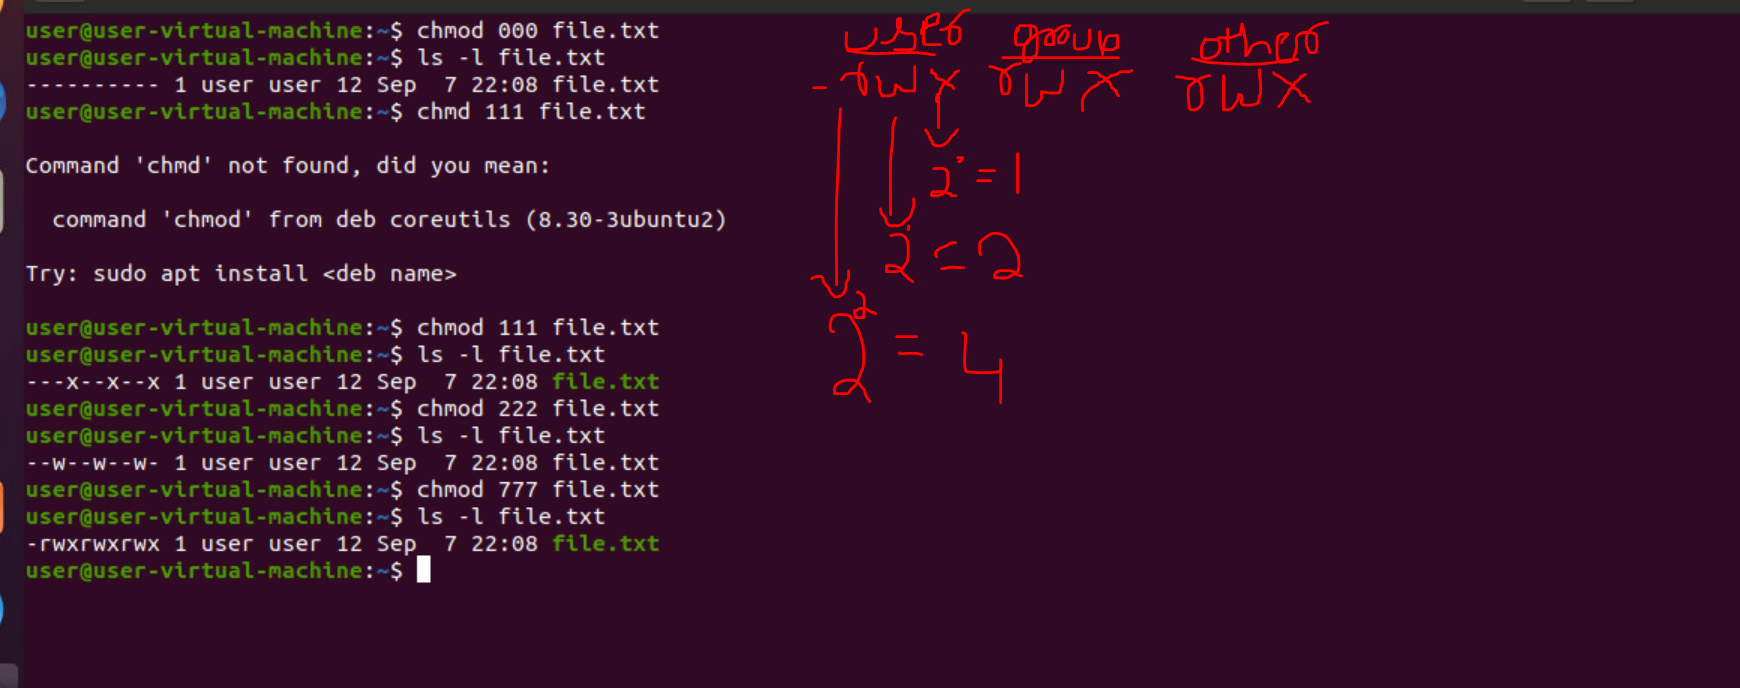 user@user-virtual-machine:~$ chmod 000 file.txt
user@user-virtual-machine:~$ ls -l file.txt
---------- 1 user user 12 Sep  7 22:08 file.txt
user@user-virtual-machine:~$ chmd 111 file.txt
Command 'chmd' not found, did you mean:
  command 'chmod' from deb coreutils (8.30-3ubuntu2)
Try: sudo apt install <deb name>
user@user-virtual-machine:~$ chmod 111 file.txt
user@user-virtual-machine:~$ ls -l file.txt
---x--x--x 1 user user 12 Sep  7 22:08 file.txt
user@user-virtual-machine:~$ chmod 222 file.txt
user@user-virtual-machine:~$ ls -l file.txt
--w--w--w- 1 user user 12 Sep  7 22:08 file.txt
user@user-virtual-machine:~$ chmod 777 file.txt
user@user-virtual-machine:~$ ls -l file.txt
-rwxrwxrwx 1 user user 12 Sep  7 22:08 file.txt
user@user-virtual-machine:~$
user group other
- rwx rwx rwx
2⁰ = 1
2¹ = 2
2² = 4